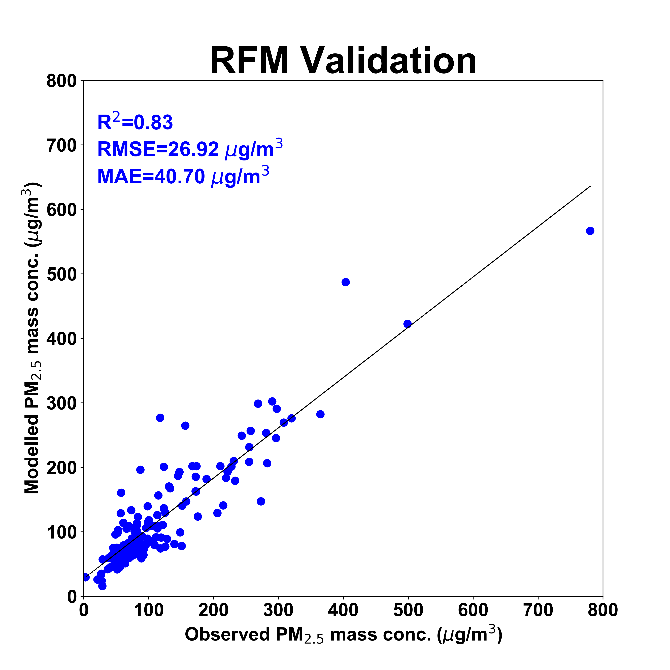 RFM Validation
R²=0.83
RMSE=26.92 μg/m³
MAE=40.70 μg/m³
800
700
600
500
400
300
200
100
0
Modelled PM₂.₅ mass conc. (μg/m³)
0 100 200 300 400 500 600 700 800
Observed PM₂.₅ mass conc. (μg/m³)